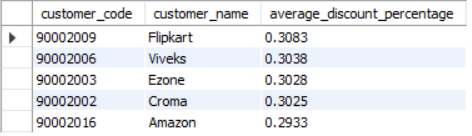 customer_code customer_name average_discount_percentage
90002009 Flipkart 0.3083
90002006 Viveks 0.3038
90002003 Ezone 0.3028
90002002 Croma 0.3025
90002016 Amazon 0.2933